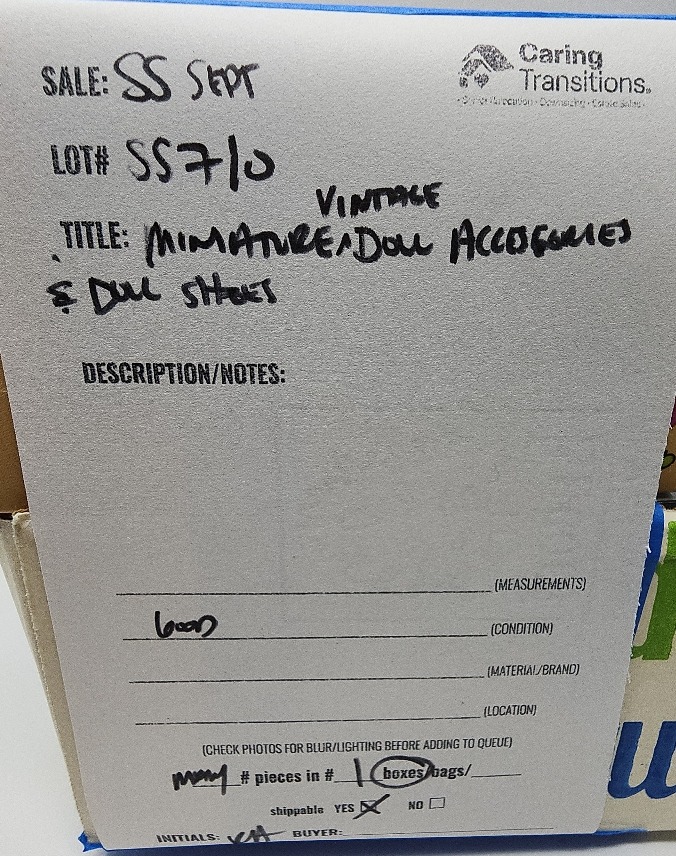 Caring
Transitions®
SALE: SS SEPT
LOT# SS710
VINTAGE
TITLE: MINIATURE ^ DOLL ACCESSORIES
& DOLL SHOES
DESCRIPTION/NOTES:
(MEASUREMENTS)
GOOD (CONDITION)
(MATERIAL/BRAND)
(LOCATION)
(CHECK PHOTOS FOR BLUR/LIGHTING BEFORE ADDING TO QUEUE)
many # pieces in # 1 boxes/bags/
shippable YES NO
INITIALS: KH BUYER: